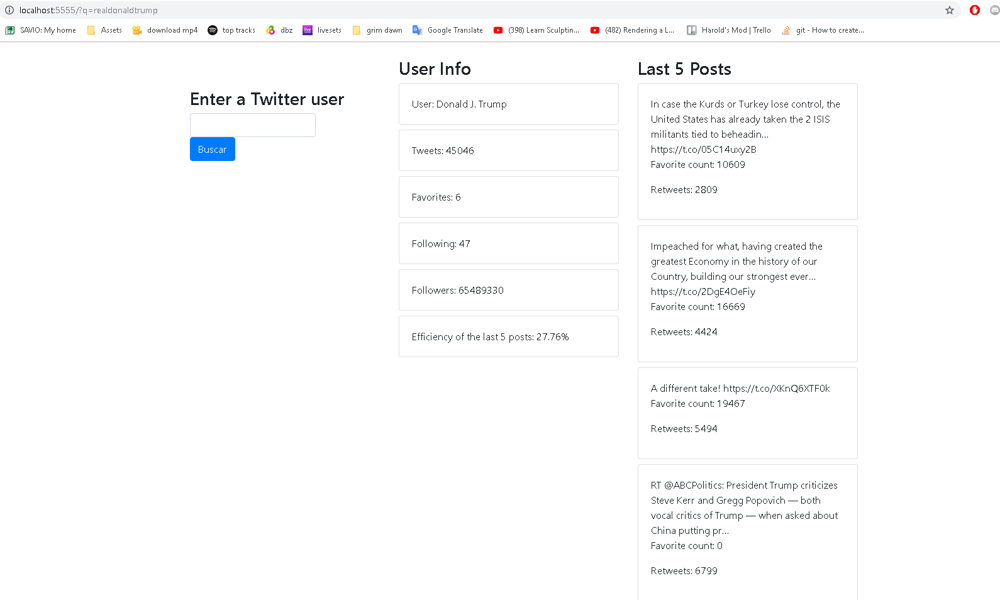 localhost:5555/?q=realdonaldtrump
SAVIO: My home Assets download mp4 top tracks dbz livesets grim dawn Google Translate (398) Learn Sculptin... (482) Rendering a L... Harold's Mod | Trello git - How to create...
Enter a Twitter user
Buscar
User Info
User: Donald J. Trump
Tweets: 45046
Favorites: 6
Following: 47
Followers: 65489330
Efficiency of the last 5 posts: 27.76%
Last 5 Posts
In case the Kurds or Turkey lose control, the
United States has already taken the 2 ISIS
militants tied to beheadin…
https://t.co/05C14uxy2B
Favorite count: 10609
Retweets: 2809
Impeached for what, having created the
greatest Economy in the history of our
Country, building our strongest ever…
https://t.co/2DgE4OeFiy
Favorite count: 16669
Retweets: 4424
A different take! https://t.co/XKnQ6XTF0k
Favorite count: 19467
Retweets: 5494
RT @ABCPolitics: President Trump criticizes
Steve Kerr and Gregg Popovich — both
vocal critics of Trump — when asked about
China putting pr…
Favorite count: 0
Retweets: 6799